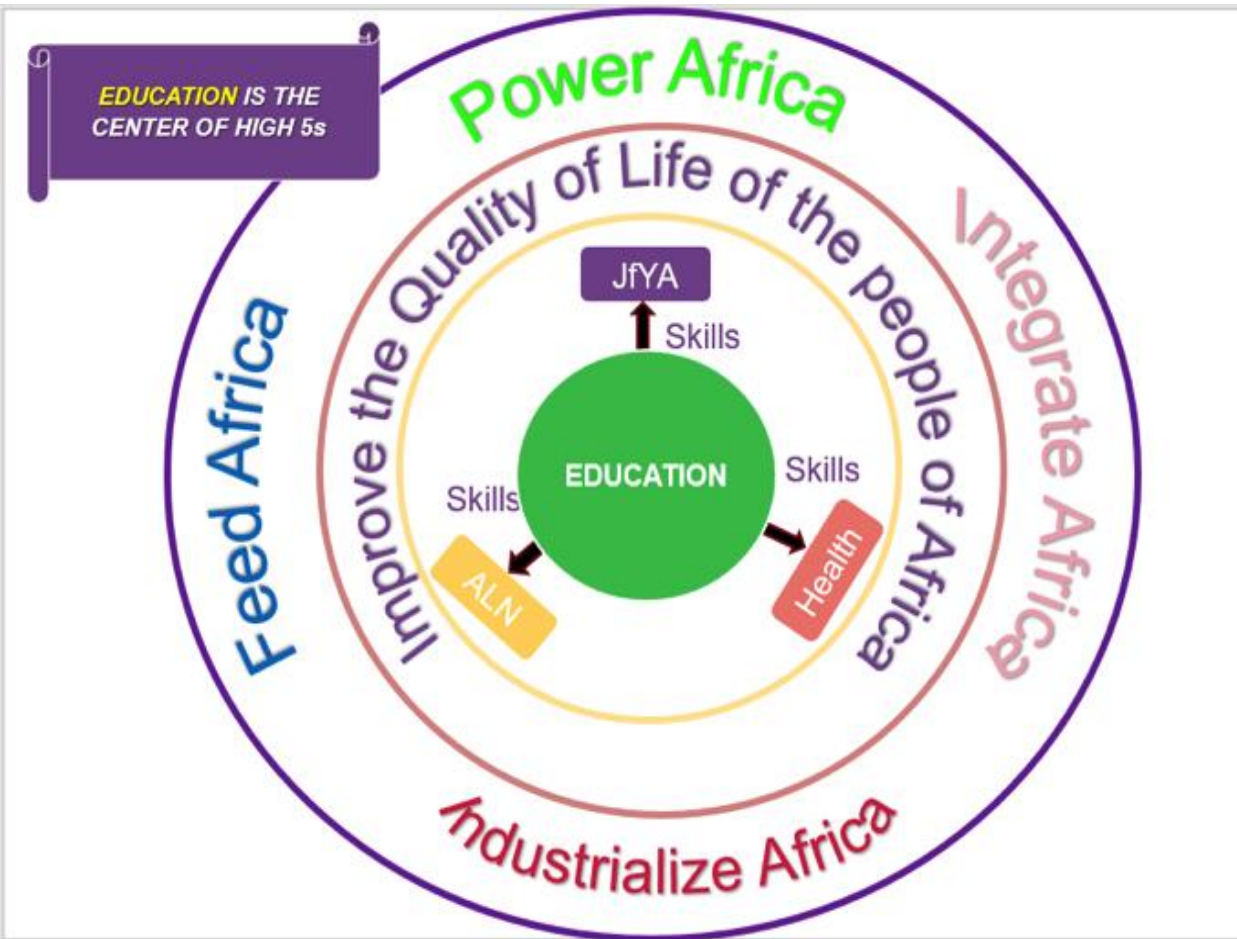 EDUCATION IS THE
CENTER OF HIGH 5s
Power Africa
Integrate Africa
Feed Africa
Industrialize Africa
Improve the Quality of Life of the people of Africa
JfYA
Skills
EDUCATION
Skills
Skills
ALN
Health